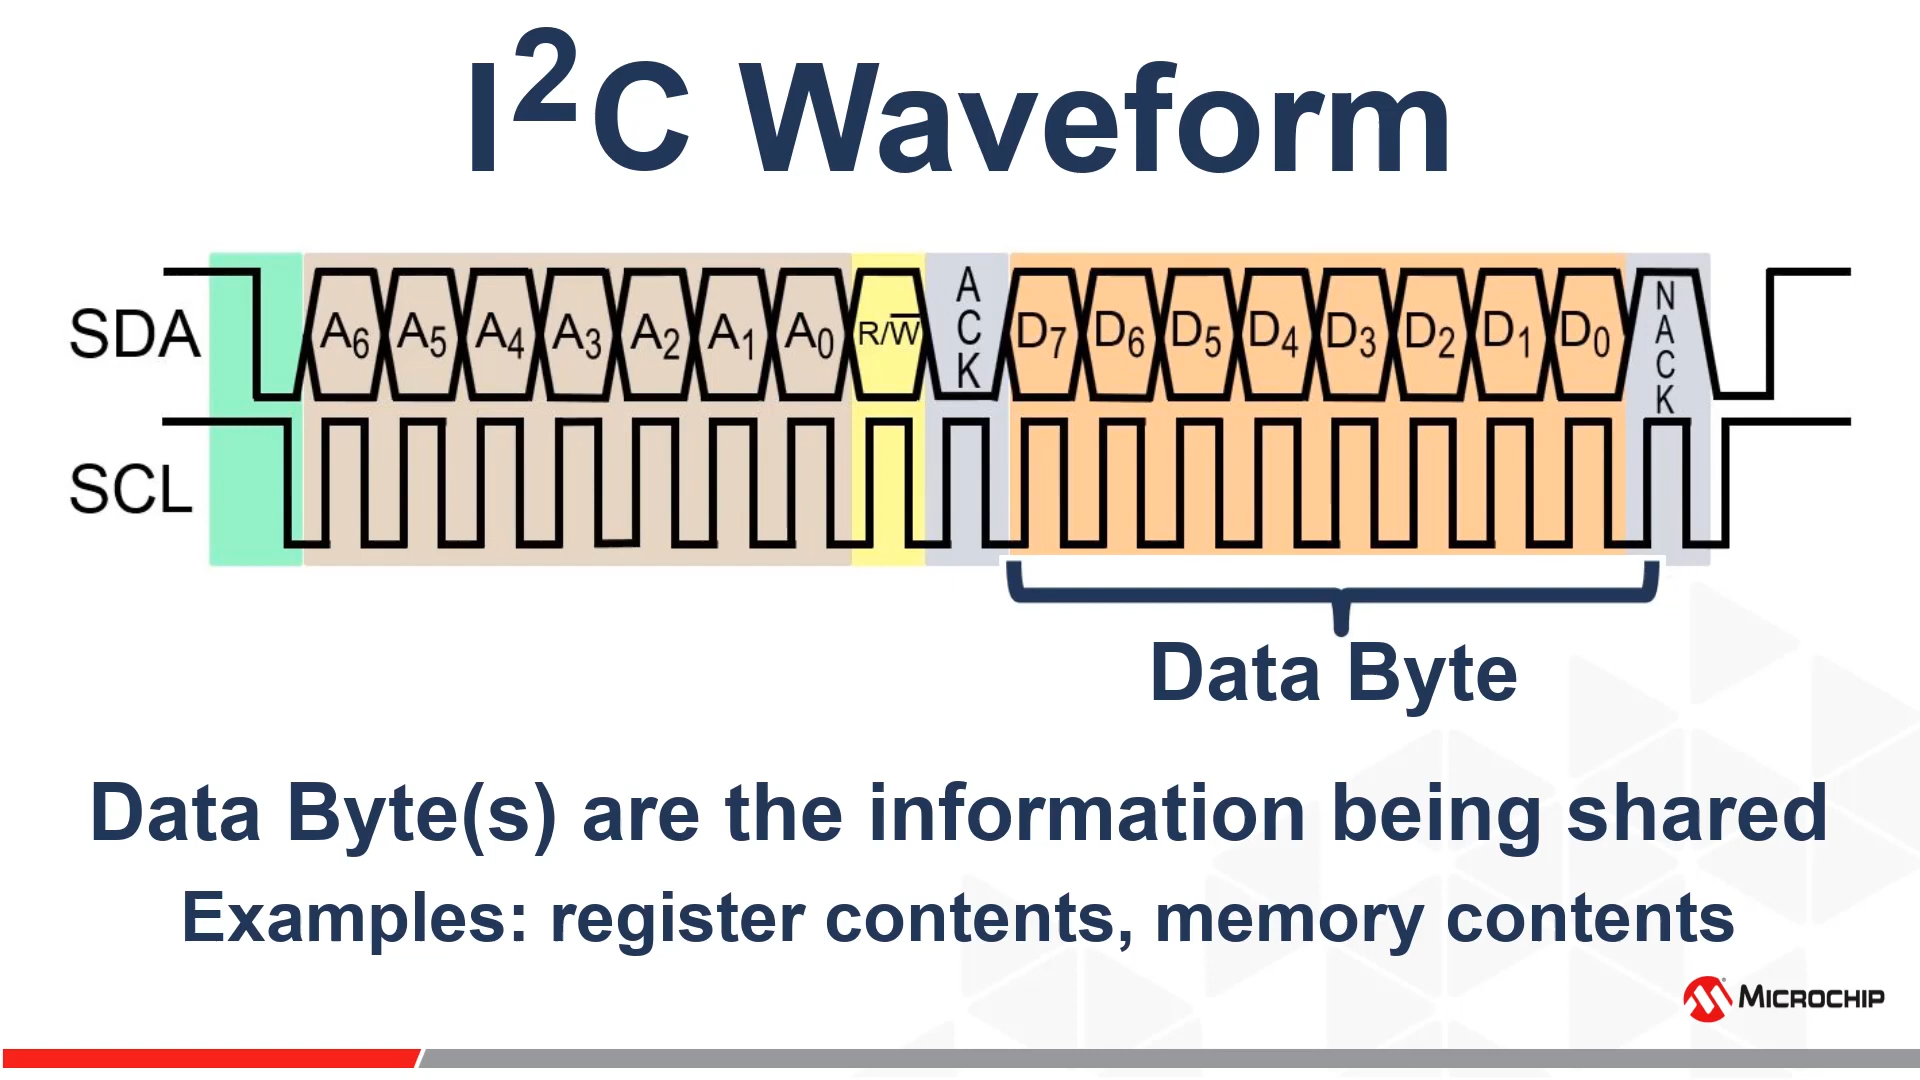 I²C Waveform
SDA A₆ A₅ A₄ A₃ A₂ A₁ A₀ R/W̅ ACK D₇ D₆ D₅ D₄ D₃ D₂ D₁ D₀ NACK
SCL
Data Byte
Data Byte(s) are the information being shared
Examples: register contents, memory contents
MICROCHIP